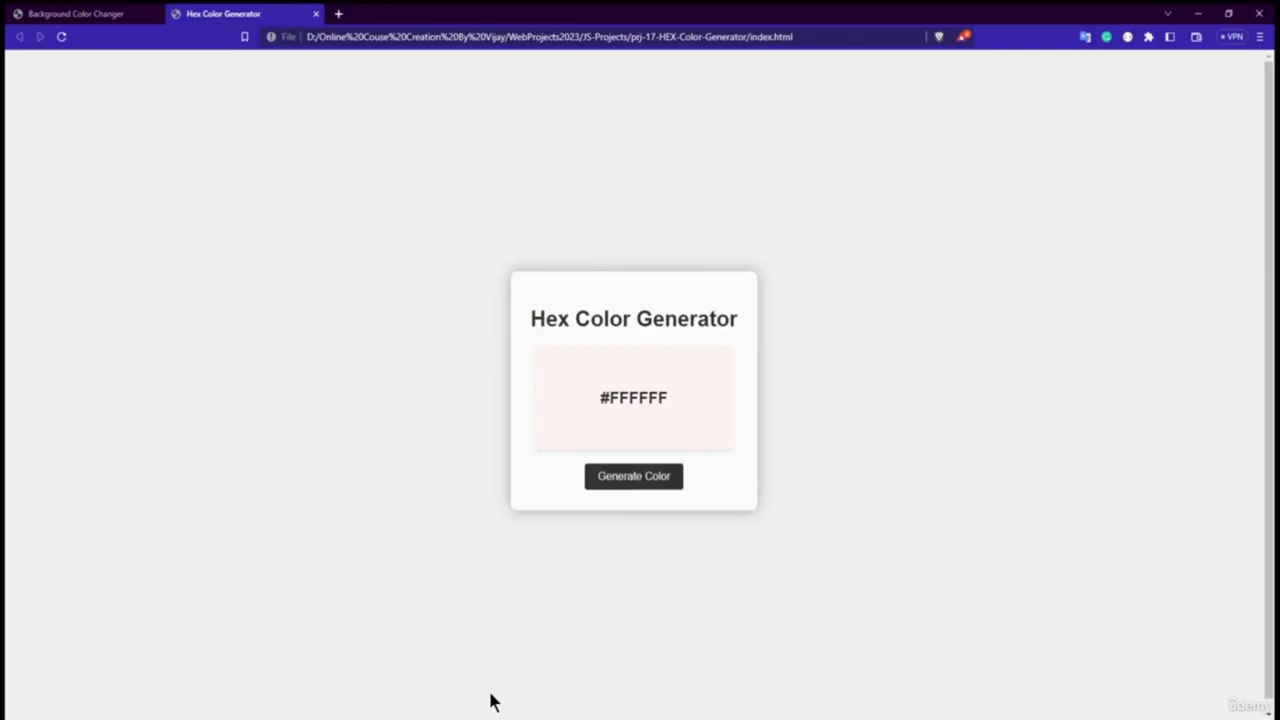 Background Color Changer
Hex Color Generator
File
D:/Online%20Couse%20Creation%20By%20Vijay/WebProjects2023/JS-Projects/prj-17-HEX-Color-Generator/index.html
VPN
Hex Color Generator
#FFFFFF
Generate Color
ûdemy